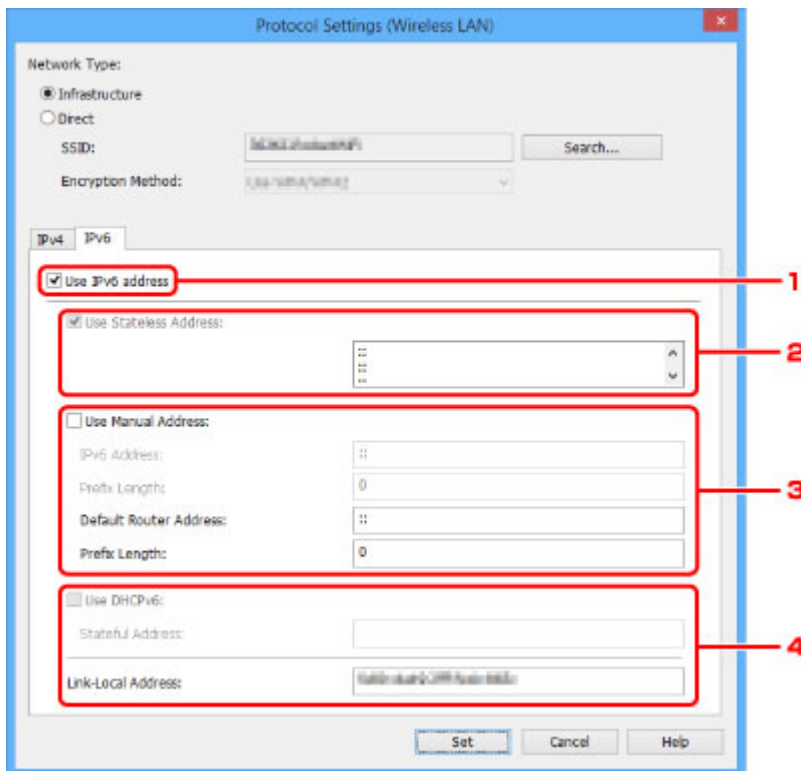 Protocol Settings (Wireless LAN)
Network Type:
Infrastructure
Direct
SSID:
Search...
Encryption Method:
IPv4 IPv6
Use IPv6 address
1
Use Stateless Address:
::
::
::
2
Use Manual Address:
IPv6 Address: ::
Prefix Length: 0
3
Default Router Address: ::
Prefix Length: 0
Use DHCPv6:
Stateful Address:
4
Link-Local Address:
Set Cancel Help